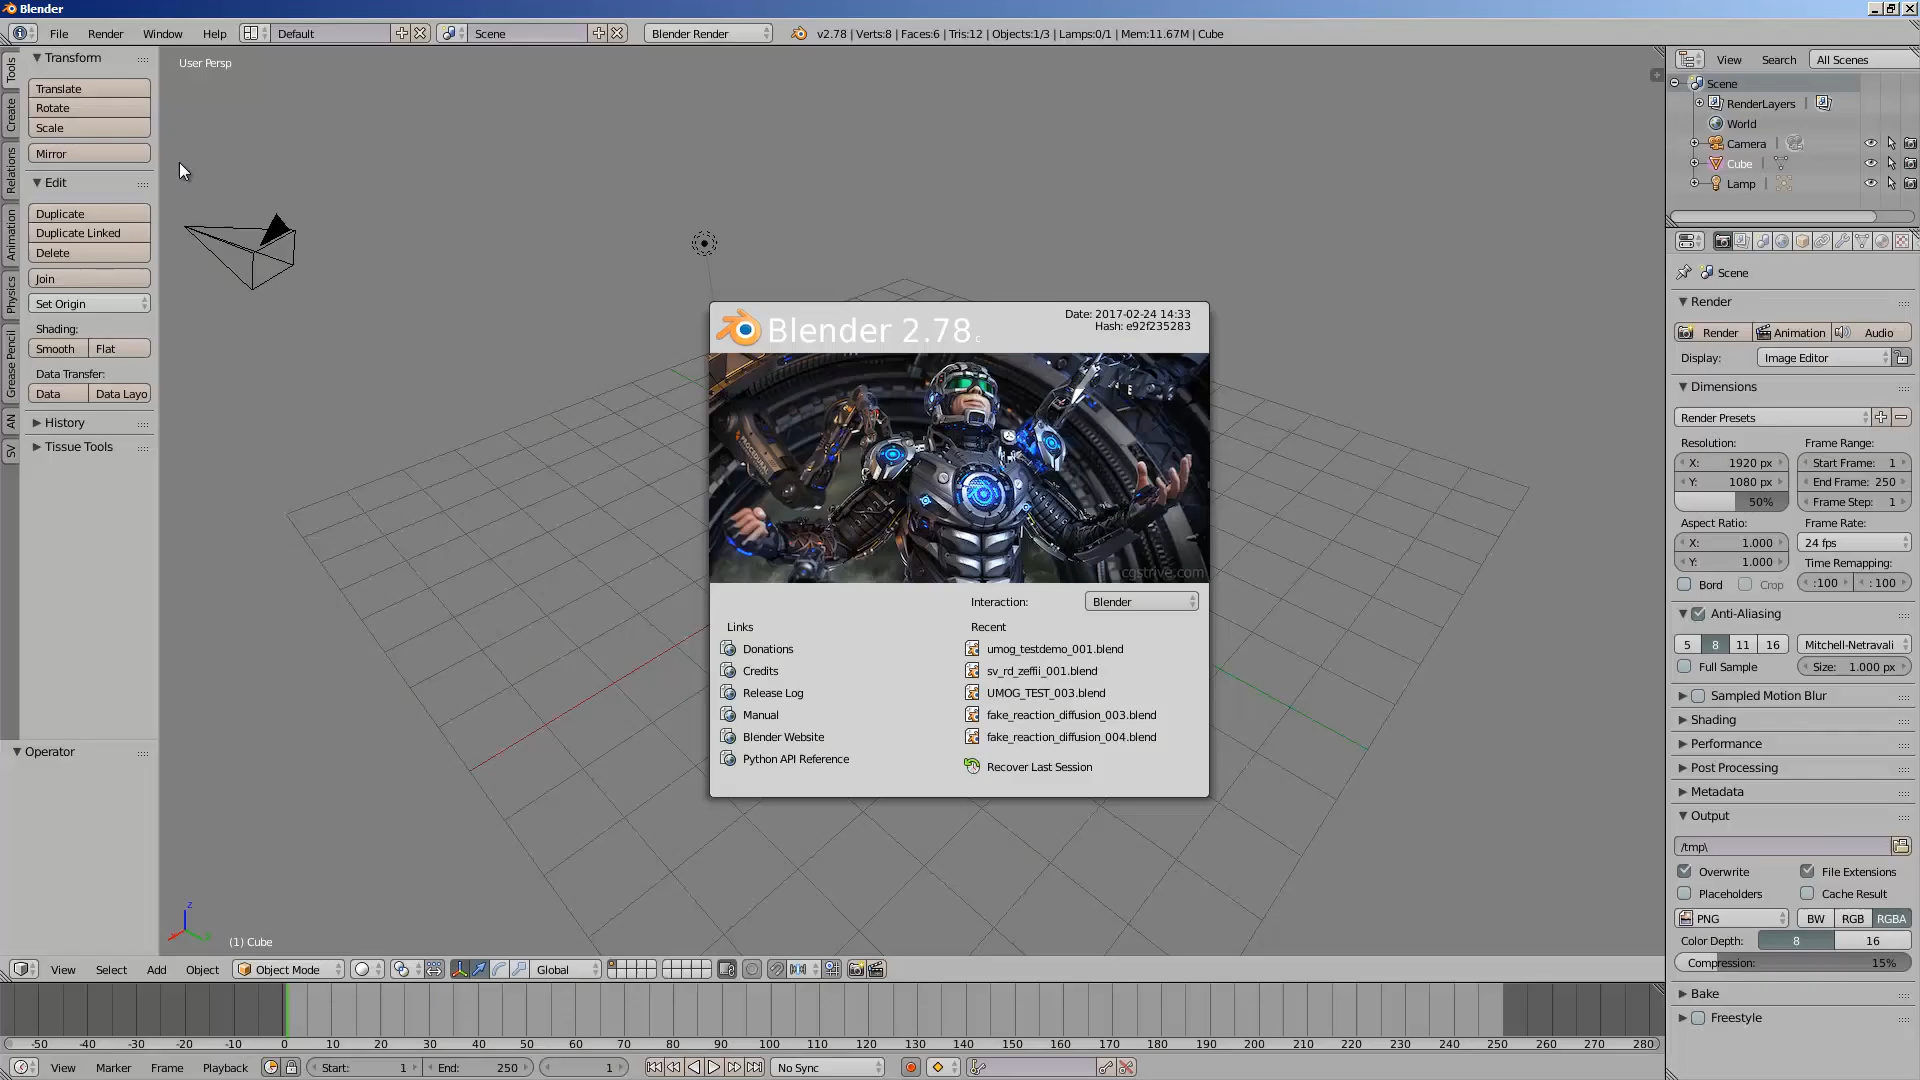 Blender
File Render Window Help Default Scene Blender Render v2.78 | Verts:8 | Faces:6 | Tris:12 | Objects:1/3 | Lamps:0/1 | Mem:11.67M | Cube
Tools
Create
Relations
Animation
Physics
Grease Pencil
AN
SV
Transform
Translate
Rotate
Scale
Mirror
Edit
Duplicate
Duplicate Linked
Delete
Join
Set Origin
Shading:
Smooth Flat
Data Transfer:
Data Data Layo
History
Tissue Tools
Operator
User Persp
Blender 2.78c
Date: 2017-02-24 14:33
Hash: e92f235283
cgstrive.com
Interaction: Blender
Links
Donations
Credits
Release Log
Manual
Blender Website
Python API Reference
Recent
umog_testdemo_001.blend
sv_rd_zeffii_001.blend
UMOG_TEST_003.blend
fake_reaction_diffusion_003.blend
fake_reaction_diffusion_004.blend
Recover Last Session
z
(1) Cube
View Select Add Object Object Mode Global
-50 -40 -30 -20 -10 0 10 20 30 40 50 60 70 80 90 100 110 120 130 140 150 160 170 180 190 200 210 220 230 240 250 260 270 280
View Marker Frame Playback Start: 1 End: 250 1 No Sync
View Search All Scenes
Scene
RenderLayers |
World
Camera |
Cube |
Lamp |
Scene
Render
Render Animation Audio
Display: Image Editor
Dimensions
Render Presets
Resolution: Frame Range:
X: 1920 px Start Frame: 1
Y: 1080 px End Frame: 250
50% Frame Step: 1
Aspect Ratio: Frame Rate:
X: 1.000 24 fps
Y: 1.000 Time Remapping:
Bord Crop :100 : 100
Anti-Aliasing
5 8 11 16 Mitchell-Netravali
Full Sample Size: 1.000 px
Sampled Motion Blur
Shading
Performance
Post Processing
Metadata
Output
/tmp\
Overwrite File Extensions
Placeholders Cache Result
PNG BW RGB RGBA
Color Depth: 8 16
Compression: 15%
Bake
Freestyle